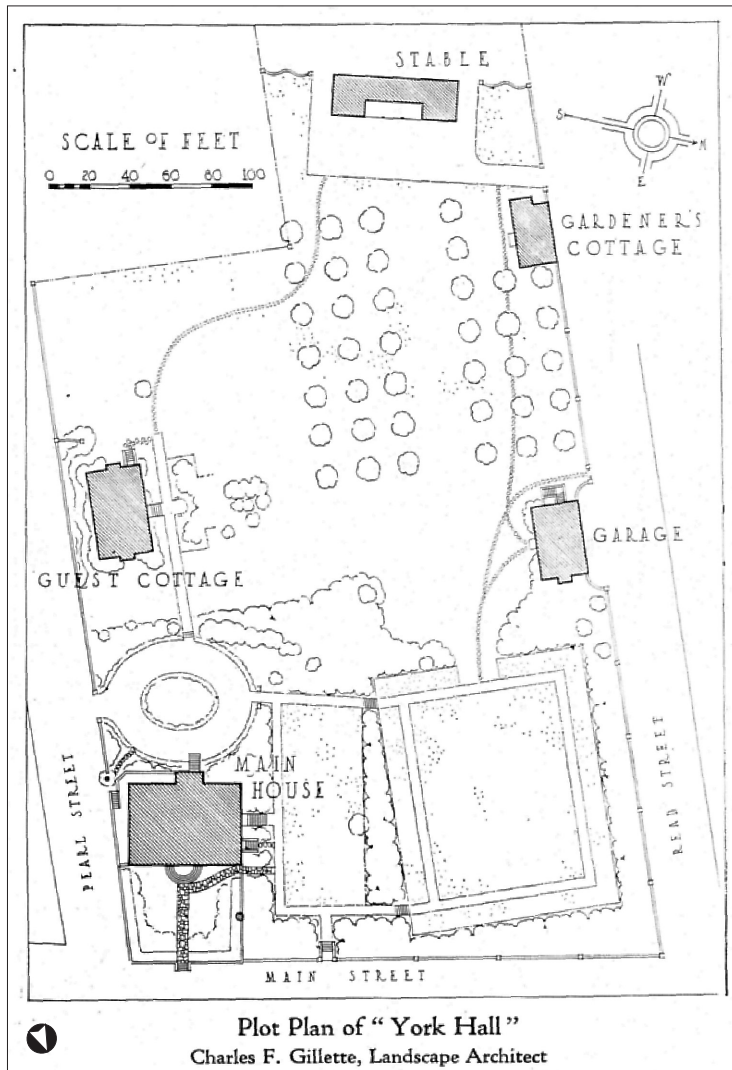 STABLE
W
S
N
E
SCALE OF FEET
0 20 40 60 80 100
GARDENER'S
COTTAGE
GARAGE
GUEST COTTAGE
MAIN
HOUSE
PEARL STREET
READ STREET
MAIN STREET
Plot Plan of “York Hall”
Charles F. Gillette, Landscape Architect